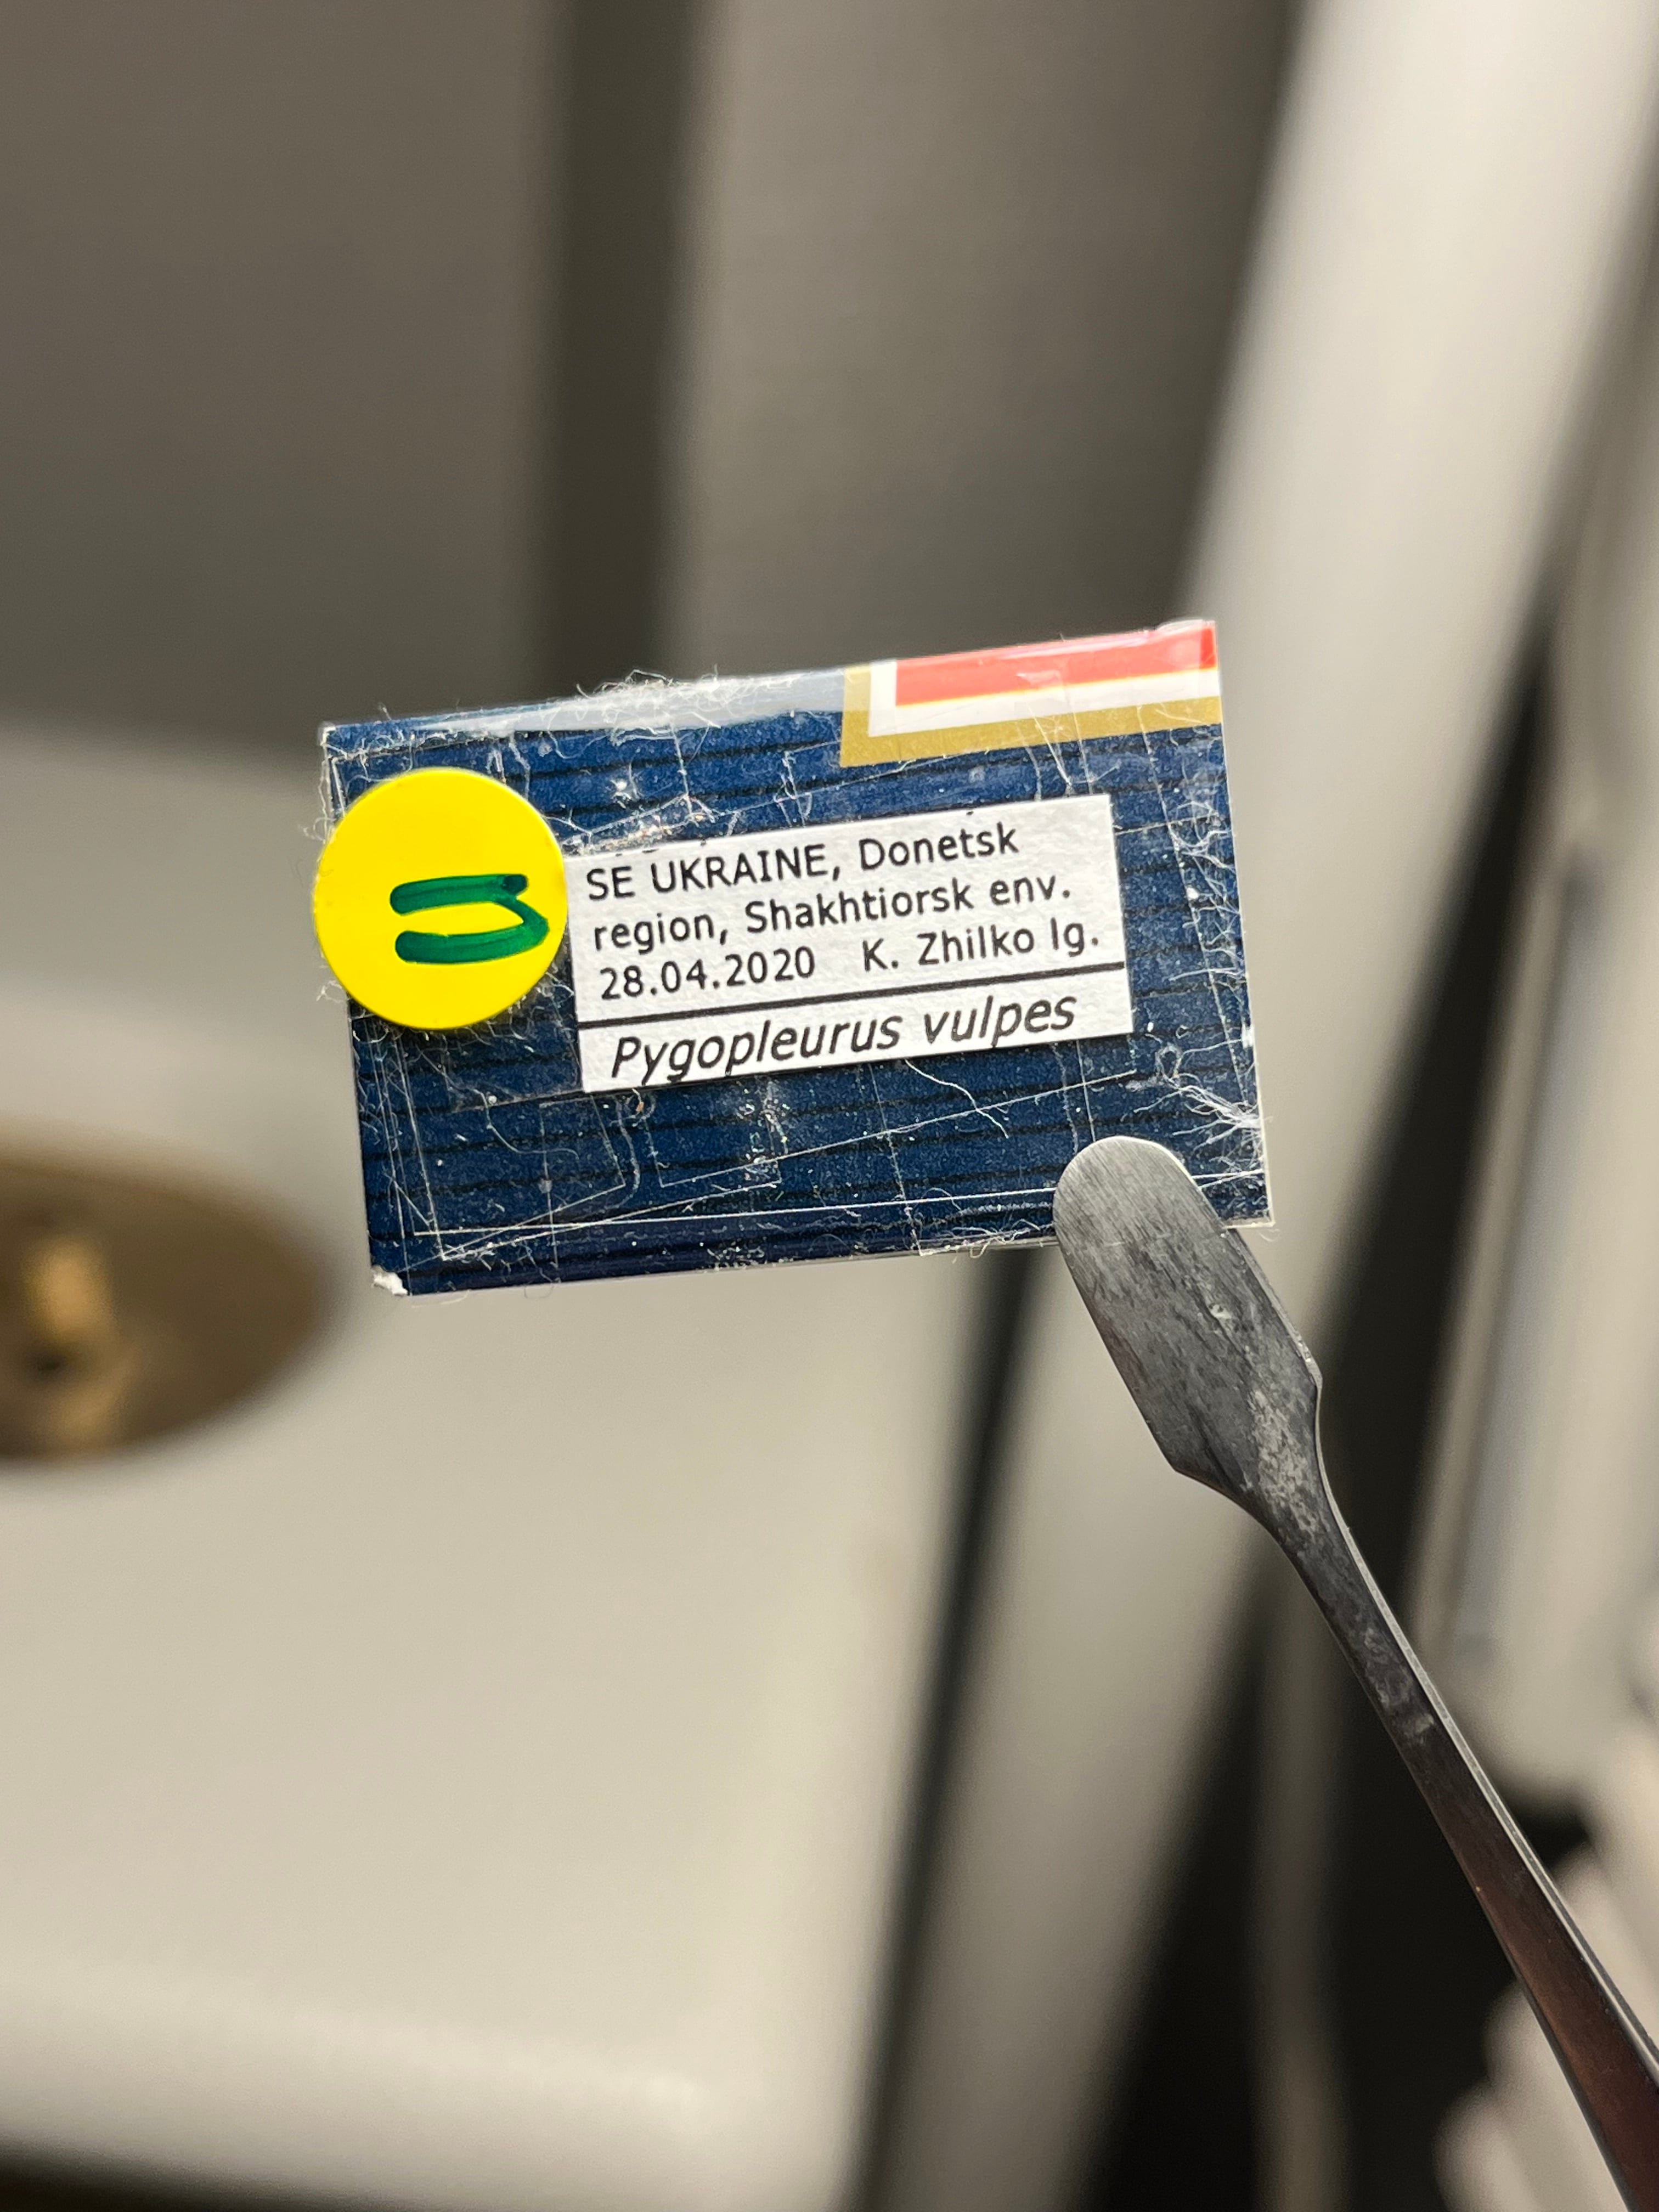 SE UKRAINE, Donetsk
region, Shakhtiorsk env.
28.04.2020 K. Zhilko lg.
Pygopleurus vulpes